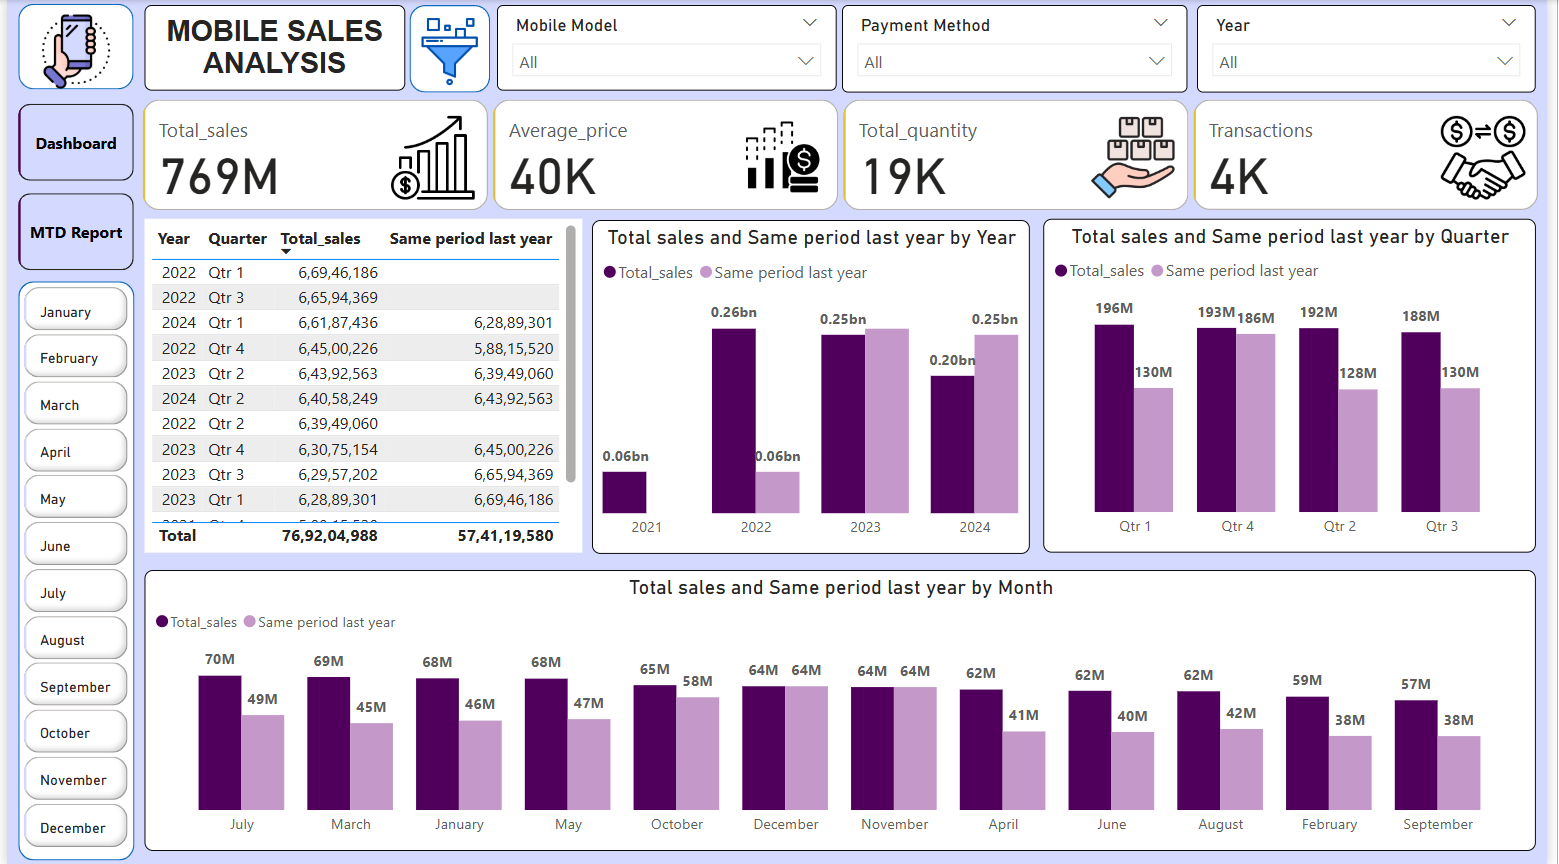 MOBILE SALES
ANALYSIS
Mobile Model
All
Payment Method
All
Year
All
Dashboard
MTD Report
January
February
March
April
May
June
July
August
September
October
November
December
Total_sales
769M
Average_price
40K
Total_quantity
19K
Transactions
4K
Year Quarter Total_sales Same period last year
2022 Qtr 1 6,69,46,186
2022 Qtr 3 6,65,94,369
2024 Qtr 1 6,61,87,436 6,28,89,301
2022 Qtr 4 6,45,00,226 5,88,15,520
2023 Qtr 2 6,43,92,563 6,39,49,060
2024 Qtr 2 6,40,58,249 6,43,92,563
2022 Qtr 2 6,39,49,060
2023 Qtr 4 6,30,75,154 6,45,00,226
2023 Qtr 3 6,29,57,202 6,65,94,369
2023 Qtr 1 6,28,89,301 6,69,46,186
Total 76,92,04,988 57,41,19,580
Total sales and Same period last year by Year
Total_sales Same period last year
0.06bn
0.26bn
0.06bn
0.25bn
0.20bn
0.25bn
2021 2022 2023 2024
Total sales and Same period last year by Quarter
Total_sales Same period last year
196M 130M 193M 186M 192M 128M 188M 130M
Qtr 1 Qtr 4 Qtr 2 Qtr 3
Total sales and Same period last year by Month
Total_sales Same period last year
70M 49M 69M 45M 68M 46M 68M 47M 65M 58M 64M 64M 64M 64M 62M 41M 62M 40M 62M 42M 59M 38M 57M 38M
July March January May October December November April June August February September